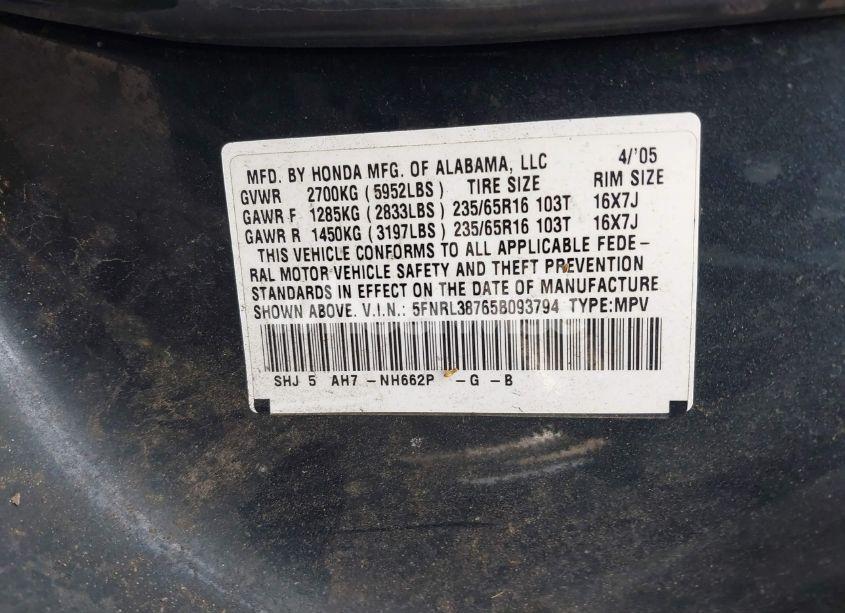 MFD. BY HONDA MFG. OF ALABAMA, LLC 4/'05
GVWR 2700KG (5952LBS) TIRE SIZE RIM SIZE
GAWR F 1285KG (2833LBS) 235/65R16 103T 16X7J
GAWR R 1450KG (3197LBS) 235/65R16 103T 16X7J
THIS VEHICLE CONFORMS TO ALL APPLICABLE FEDE-
RAL MOTOR VEHICLE SAFETY AND THEFT PREVENTION
STANDARDS IN EFFECT ON THE DATE OF MANUFACTURE
SHOWN ABOVE. V.I.N.: 5FNRL38765B093794 TYPE:MPV
SHJ 5 AH7 -NH662P -G -B